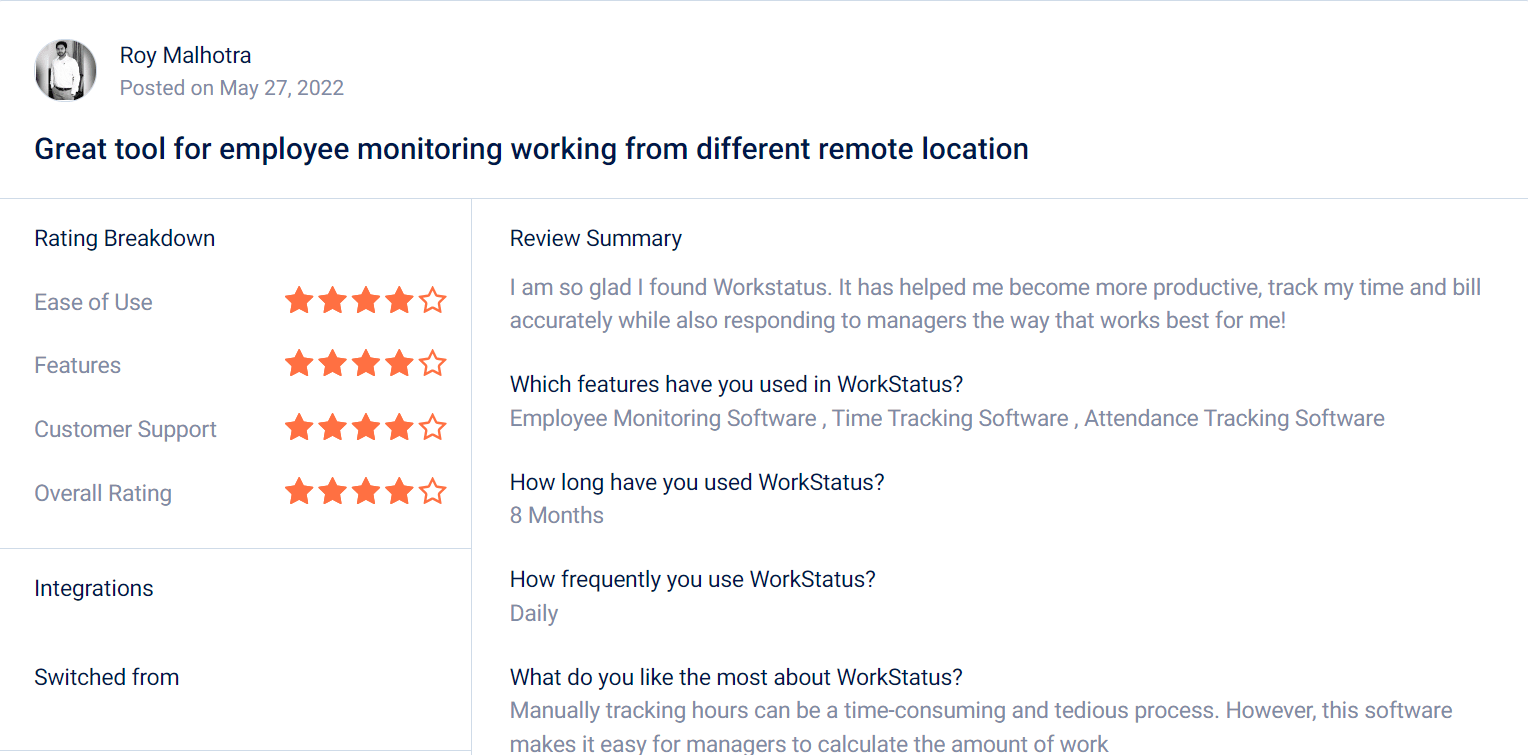 Roy Malhotra
Posted on May 27, 2022
Great tool for employee monitoring working from different remote location
Rating Breakdown
Ease of Use
Features
Customer Support
Overall Rating
Integrations
Switched from
Review Summary
I am so glad I found Workstatus. It has helped me become more productive, track my time and bill
accurately while also responding to managers the way that works best for me!
Which features have you used in WorkStatus?
Employee Monitoring Software , Time Tracking Software , Attendance Tracking Software
How long have you used WorkStatus?
8 Months
How frequently you use WorkStatus?
Daily
What do you like the most about WorkStatus?
Manually tracking hours can be a time-consuming and tedious process. However, this software
makes it easy for managers to calculate the amount of work